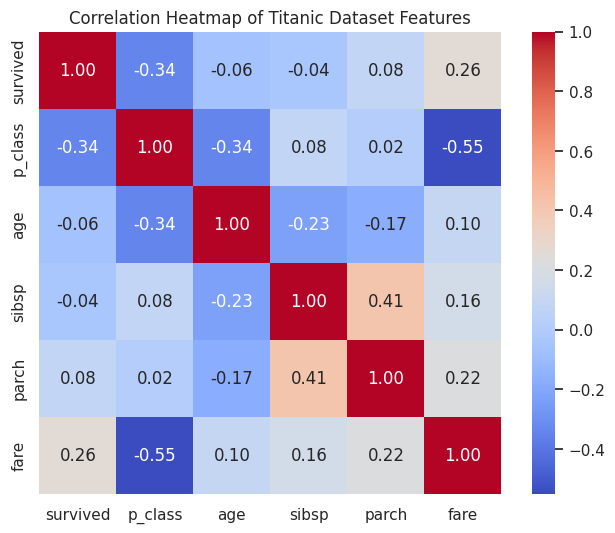 Correlation Heatmap of Titanic Dataset Features
survived 1.00 -0.34 -0.06 -0.04 0.08 0.26
p_class -0.34 1.00 -0.34 0.08 0.02 -0.55
age -0.06 -0.34 1.00 -0.23 -0.17 0.10
sibsp -0.04 0.08 -0.23 1.00 0.41 0.16
parch 0.08 0.02 -0.17 0.41 1.00 0.22
fare 0.26 -0.55 0.10 0.16 0.22 1.00
survived p_class age sibsp parch fare
1.0
0.8
0.6
0.4
0.2
0.0
−0.2
−0.4